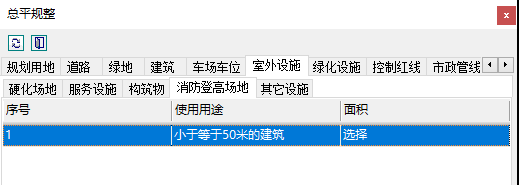 总平规整
规划用地 道路 绿地 建筑 车场车位 室外设施 绿化设施 控制红线 市政管线
硬化场地 服务设施 构筑物 消防登高场地 其它设施
序号 使用用途 面积
1 小于等于50米的建筑 选择